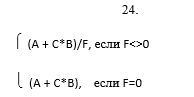 24.
(A + C*B)/F, если F<>0
(A + C*B), если F=0